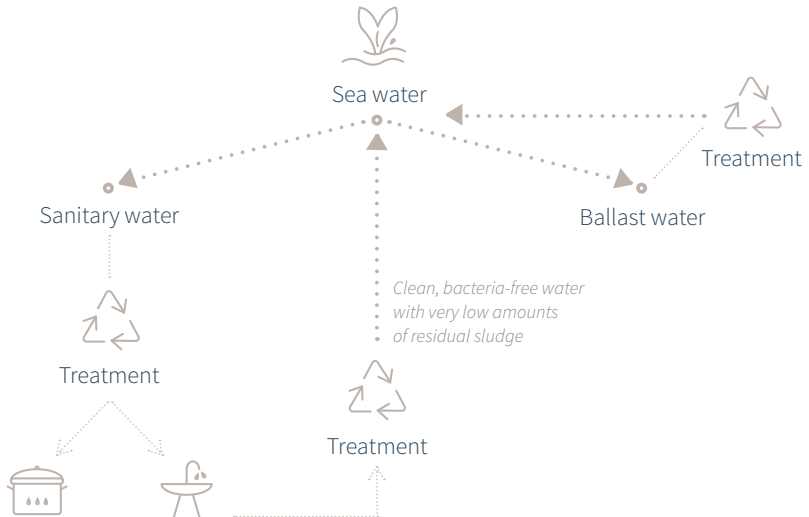 Sea water
Treatment
Sanitary water
Ballast water
Clean, bacteria-free water
with very low amounts
of residual sludge
Treatment
Treatment